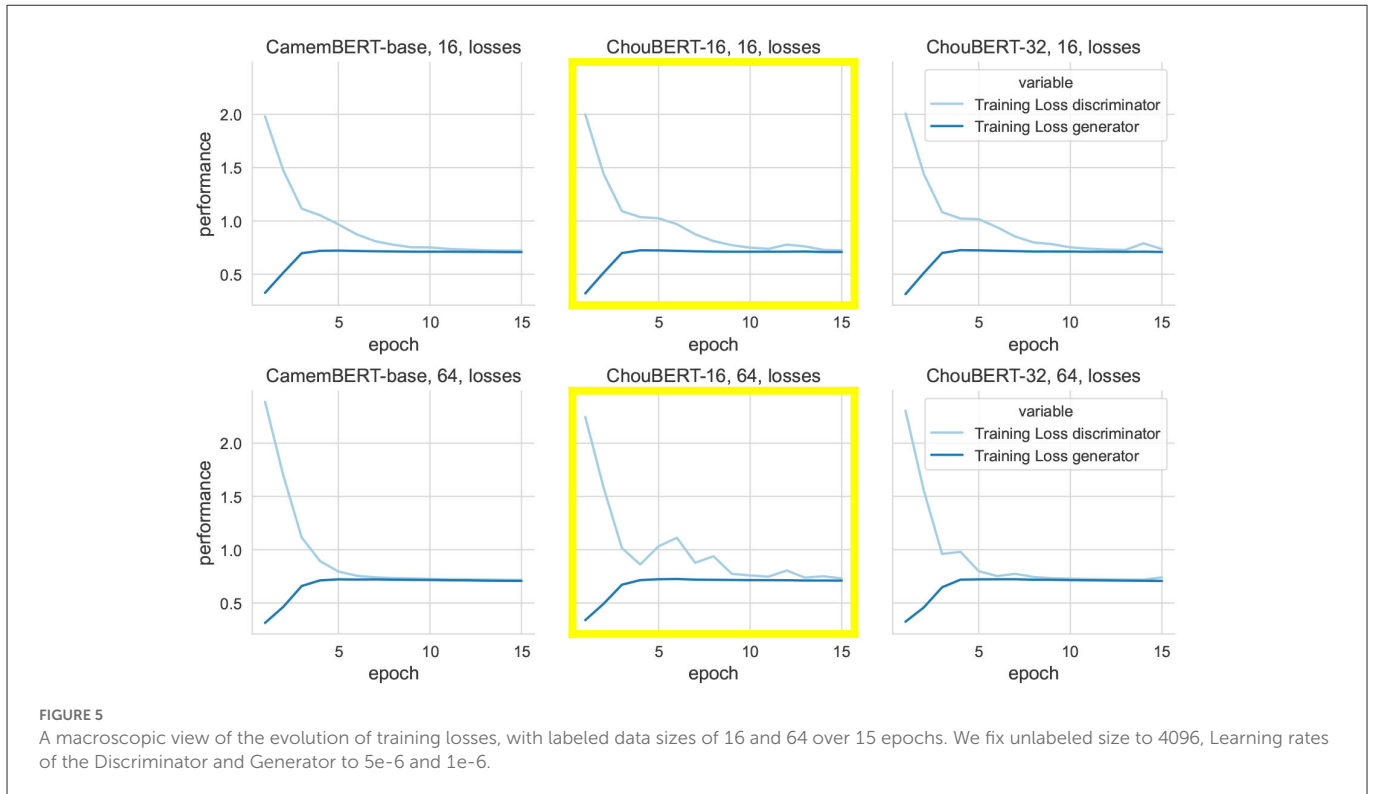 CamemBERT-base, 16, losses
ChouBERT-16, 16, losses
ChouBERT-32, 16, losses
performance
2.0
1.5
1.0
0.5
variable
Training Loss discriminator
Training Loss generator
5 10 15
5 10 15
5 10 15
epoch
epoch
epoch
CamemBERT-base, 64, losses
ChouBERT-16, 64, losses
ChouBERT-32, 64, losses
performance
2.0
1.5
1.0
0.5
variable
Training Loss discriminator
Training Loss generator
5 10 15
5 10 15
5 10 15
epoch
epoch
epoch
FIGURE 5
A macroscopic view of the evolution of training losses, with labeled data sizes of 16 and 64 over 15 epochs. We fix unlabeled size to 4096, Learning rates
of the Discriminator and Generator to 5e-6 and 1e-6.